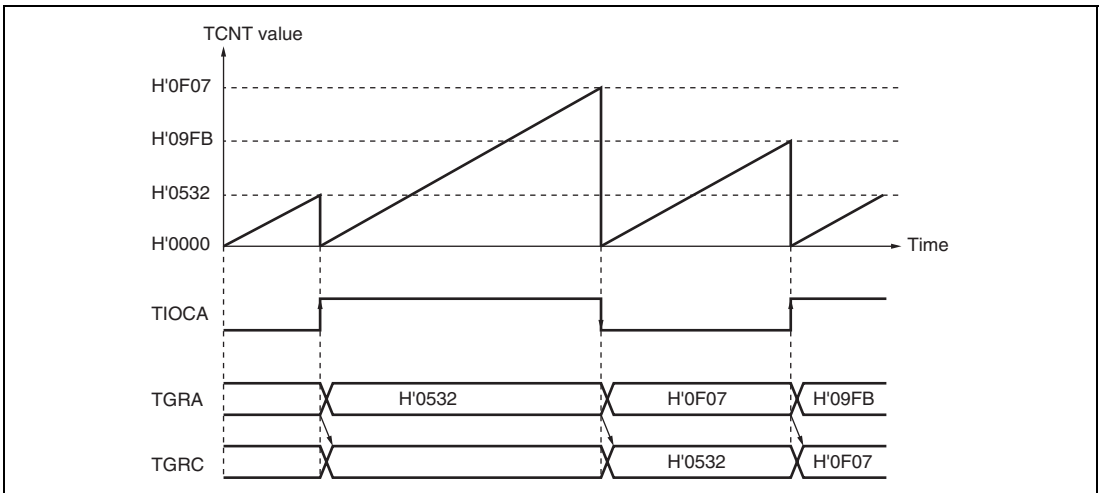 TCNT value
H'0F07
H'09FB
H'0532
H'0000
Time
TIOCA
TGRA
H'0532
H'0F07
H'09FB
TGRC
H'0532
H'0F07